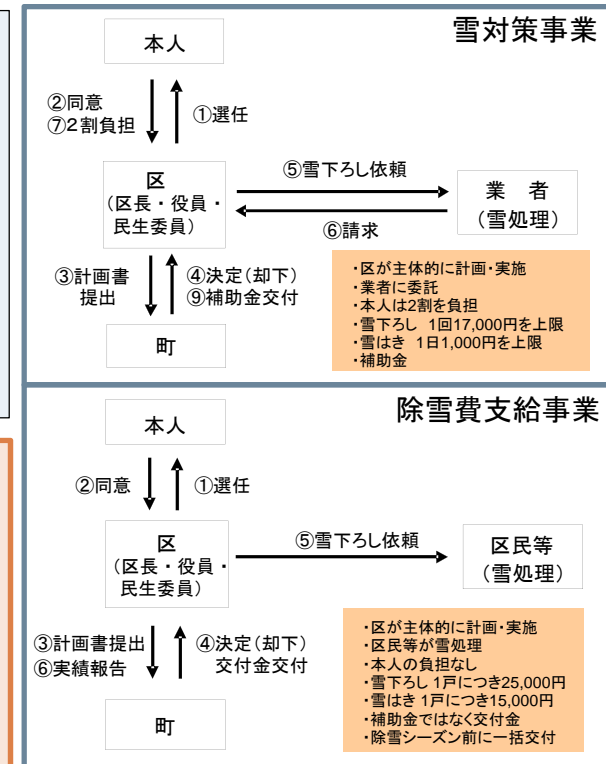 雪対策事業
本人
②同意
⑦2割負担
①選任
区
(区長・役員・
民生委員)
⑤雪下ろし依頼
⑥請求
業　者
(雪処理)
③計画書
提出
④決定(却下)
⑨補助金交付
町
・区が主体的に計画・実施
・業者に委託
・本人は2割を負担
・雪下ろし 1回17,000円を上限
・雪はき 1日1,000円を上限
・補助金
除雪費支給事業
本人
②同意
①選任
区
(区長・役員・
民生委員)
⑤雪下ろし依頼
区民等
(雪処理)
③計画書提出
⑥実績報告
④決定(却下)
交付金交付
町
・区が主体的に計画・実施
・区民等が雪処理
・本人の負担なし
・雪下ろし 1戸につき25,000円
・雪はき 1戸につき15,000円
・補助金ではなく交付金
・除雪シーズン前に一括交付